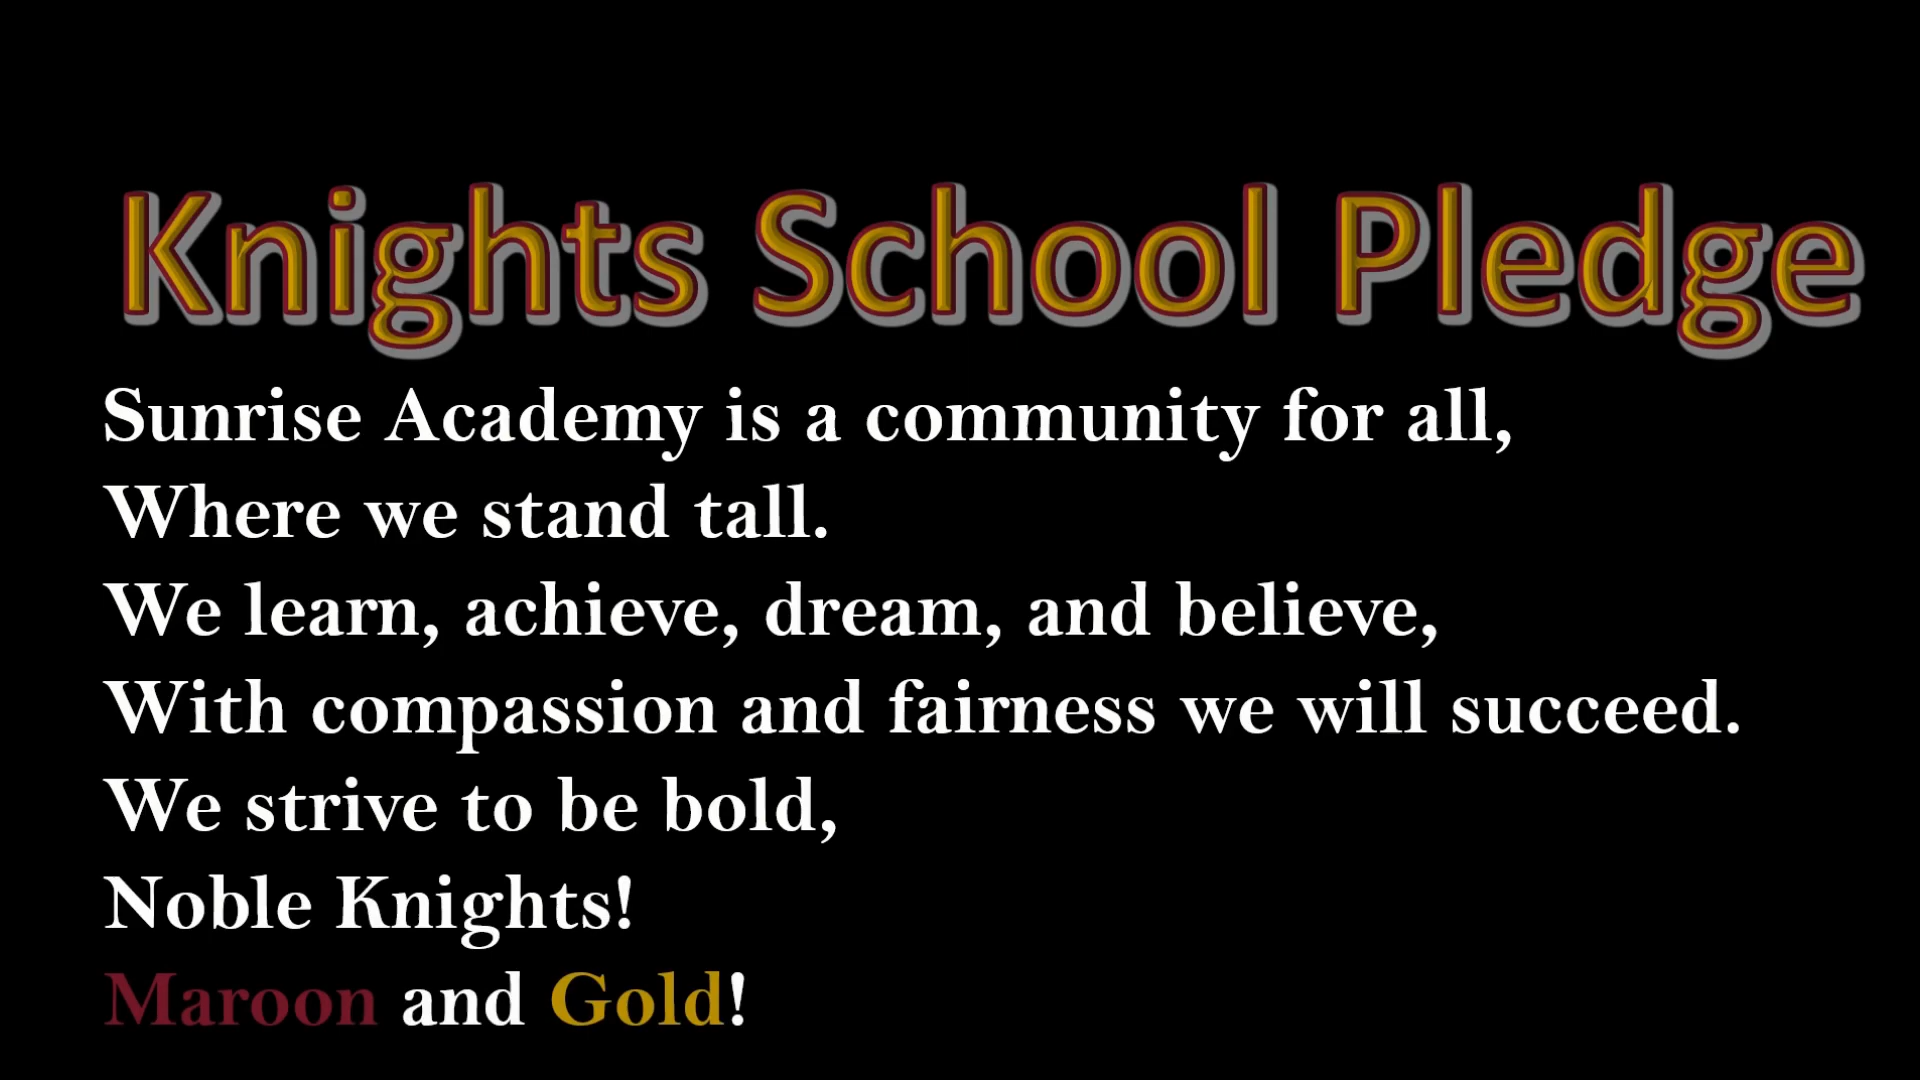 Knights School Pledge
Sunrise Academy is a community for all,
Where we stand tall.
We learn, achieve, dream, and believe,
With compassion and fairness we will succeed.
We strive to be bold,
Noble Knights!
Maroon and Gold!